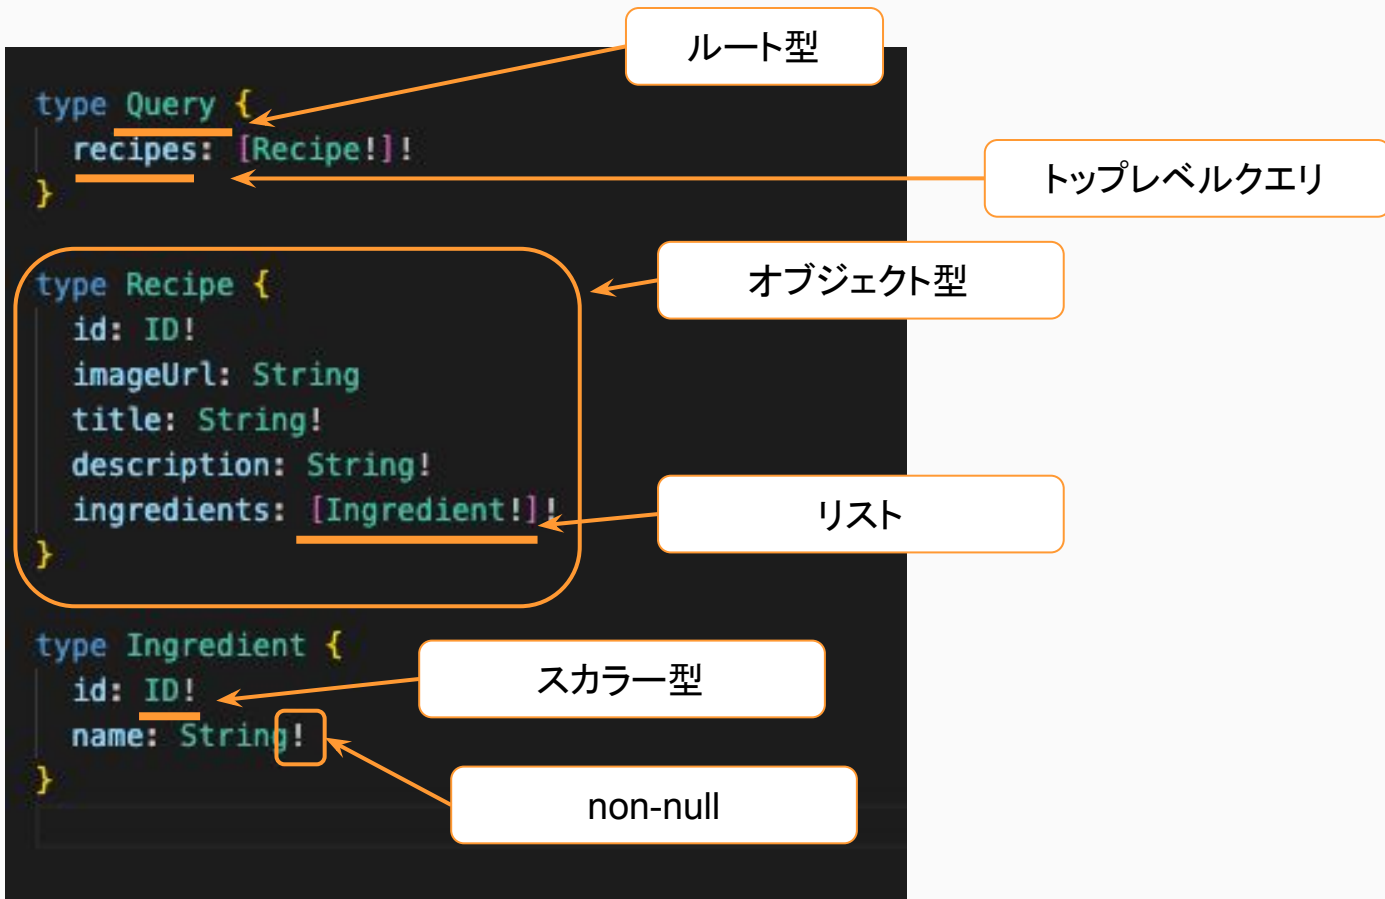 ルート型
type Query {
recipes: [Recipe!]!
}
トップレベルクエリ
type Recipe {
オブジェクト型
id: ID!
imageUrl: String
title: String!
description: String!
ingredients: [Ingredient!]!
リスト
}
type Ingredient {
id: ID!
スカラー型
name: String!
}
non-null